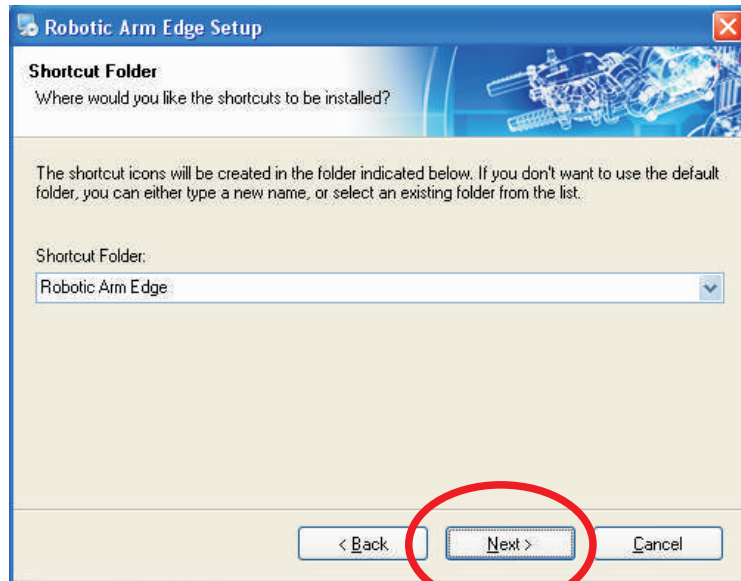 Robotic Arm Edge Setup
Shortcut Folder
Where would you like the shortcuts to be installed?
The shortcut icons will be created in the folder indicated below. If you don't want to use the default
folder, you can either type a new name, or select an existing folder from the list.
Shortcut Folder:
Robotic Arm Edge
< Back Next > Cancel